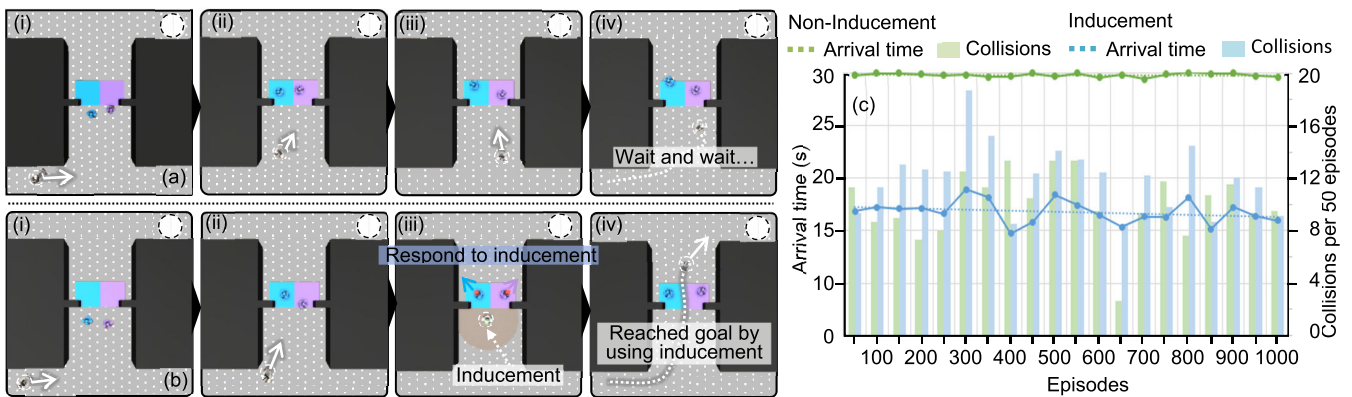 (i)
(ii)
(iii)
(iv)
Wait and wait…
(a)
(i)
(ii)
(iii)
(iv)
Respond to inducement
Inducement
Reached goal by
using inducement
(b)
Non-Inducement
Inducement
Arrival time
Collisions
Arrival time
Collisions
(c)
30
25
20
15
10
0
Arrival time (s)
20
16
12
8
4
0
Collisions per 50 episodes
100 200 300 400 500 600 700 800 900 1000
Episodes